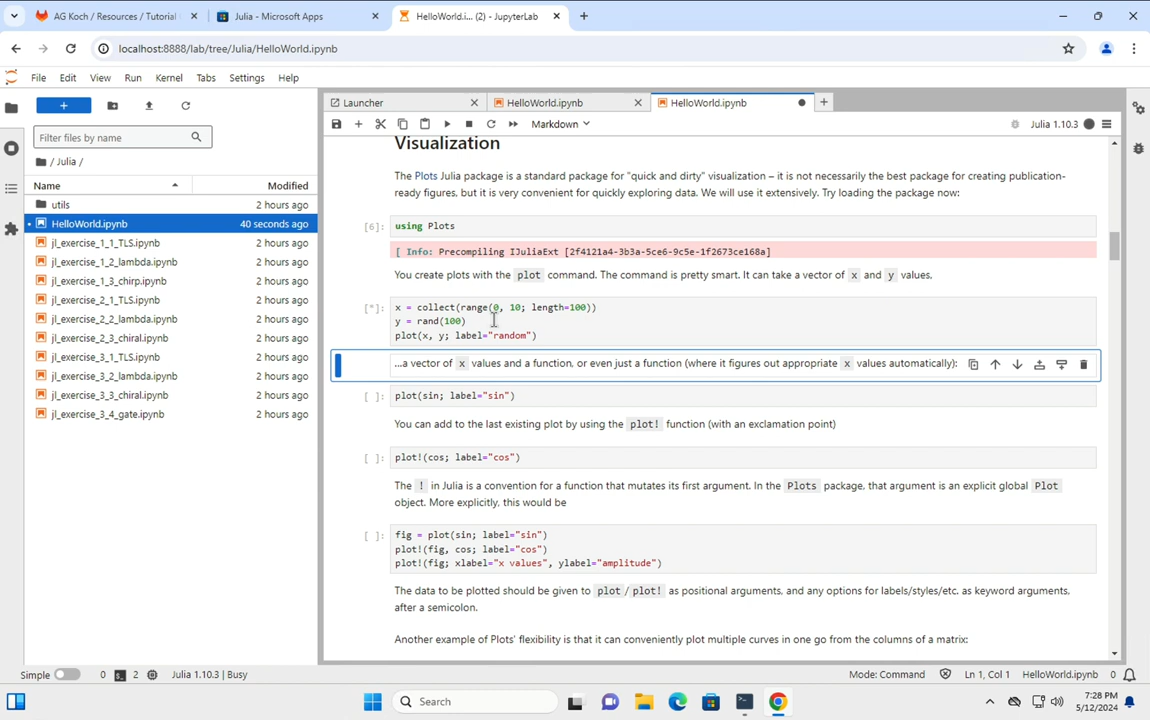 AG Koch / Resources / Tutorial
Julia - Microsoft Apps
HelloWorld.i... (2) - JupyterLab
localhost:8888/lab/tree/Julia/HelloWorld.ipynb
File Edit View Run Kernel Tabs Settings Help
Filter files by name
/ Julia /
Name Modified
utils 2 hours ago
HelloWorld.ipynb 40 seconds ago
jl_exercise_1_1_TLS.ipynb 2 hours ago
jl_exercise_1_2_lambda.ipynb 2 hours ago
jl_exercise_1_3_chirp.ipynb 2 hours ago
jl_exercise_2_1_TLS.ipynb 2 hours ago
jl_exercise_2_2_lambda.ipynb 2 hours ago
jl_exercise_2_3_chiral.ipynb 2 hours ago
jl_exercise_3_1_TLS.ipynb 2 hours ago
jl_exercise_3_2_lambda.ipynb 2 hours ago
jl_exercise_3_3_chiral.ipynb 2 hours ago
jl_exercise_3_4_gate.ipynb 2 hours ago
Launcher
HelloWorld.ipynb
HelloWorld.ipynb
Markdown
Julia 1.10.3
Visualization
The Plots Julia package is a standard package for "quick and dirty" visualization – it is not necessarily the best package for creating publication-
ready figures, but it is very convenient for quickly exploring data. We will use it extensively. Try loading the package now:
[6]: using Plots
[ Info: Precompiling IJuliaExt [2f4121a4-3b3a-5ce6-9c5e-1f2673ce168a]
You create plots with the plot command. The command is pretty smart. It can take a vector of x and y values.
[*]: x = collect(range(0, 10; length=100))
y = rand(100)
plot(x, y; label="random")
...a vector of x values and a function, or even just a function (where it figures out appropriate x values automatically):
[ ]: plot(sin; label="sin")
You can add to the last existing plot by using the plot! function (with an exclamation point)
[ ]: plot!(cos; label="cos")
The ! in Julia is a convention for a function that mutates its first argument. In the Plots package, that argument is an explicit global Plot
object. More explicitly, this would be
[ ]: fig = plot(sin; label="sin")
plot!(fig, cos; label="cos")
plot!(fig; xlabel="x values", ylabel="amplitude")
The data to be plotted should be given to plot / plot! as positional arguments, and any options for labels/styles/etc. as keyword arguments,
after a semicolon.
Another example of Plots' flexibility is that it can conveniently plot multiple curves in one go from the columns of a matrix:
Simple 0 2 Julia 1.10.3 | Busy Mode: Command Ln 1, Col 1 HelloWorld.ipynb 0
Search
7:28 PM
5/12/2024